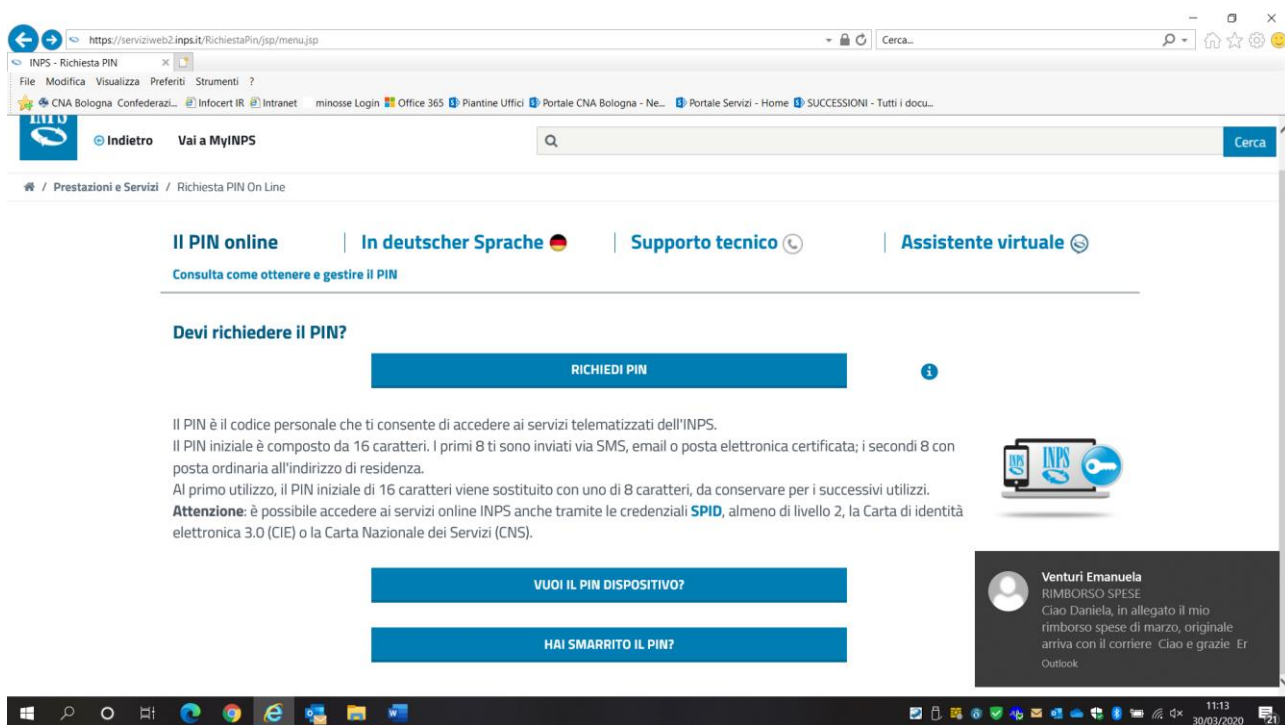 https://serviziweb2.inps.it/RichiestaPin/jsp/menu.jsp
Cerca...
INPS - Richiesta PIN
File Modifica Visualizza Preferiti Strumenti ?
CNA Bologna Confederazi... Infocert IR Intranet minosse Login Office 365 Piantine Uffici Portale CNA Bologna - Ne... Portale Servizi - Home SUCCESSIONI - Tutti i docu...
INPS
Indietro Vai a MyINPS
Cerca
/ Prestazioni e Servizi / Richiesta PIN On Line
Il PIN online | In deutscher Sprache | Supporto tecnico | Assistente virtuale
Consulta come ottenere e gestire il PIN
Devi richiedere il PIN?
RICHIEDI PIN
Il PIN è il codice personale che ti consente di accedere ai servizi telematizzati dell'INPS.
Il PIN iniziale è composto da 16 caratteri. I primi 8 ti sono inviati via SMS, email o posta elettronica certificata; i secondi 8 con
posta ordinaria all'indirizzo di residenza.
Al primo utilizzo, il PIN iniziale di 16 caratteri viene sostituito con uno di 8 caratteri, da conservare per i successivi utilizzi.
Attenzione: è possibile accedere ai servizi online INPS anche tramite le credenziali SPID, almeno di livello 2, la Carta di identità
elettronica 3.0 (CIE) o la Carta Nazionale dei Servizi (CNS).
INPS INPS
VUOI IL PIN DISPOSITIVO?
HAI SMARRITO IL PIN?
Venturi Emanuela
RIMBORSO SPESE
Ciao Daniela, in allegato il mio
rimborso spese di marzo, originale
arriva con il corriere Ciao e grazie Er
Outlook
11:13
30/03/2020